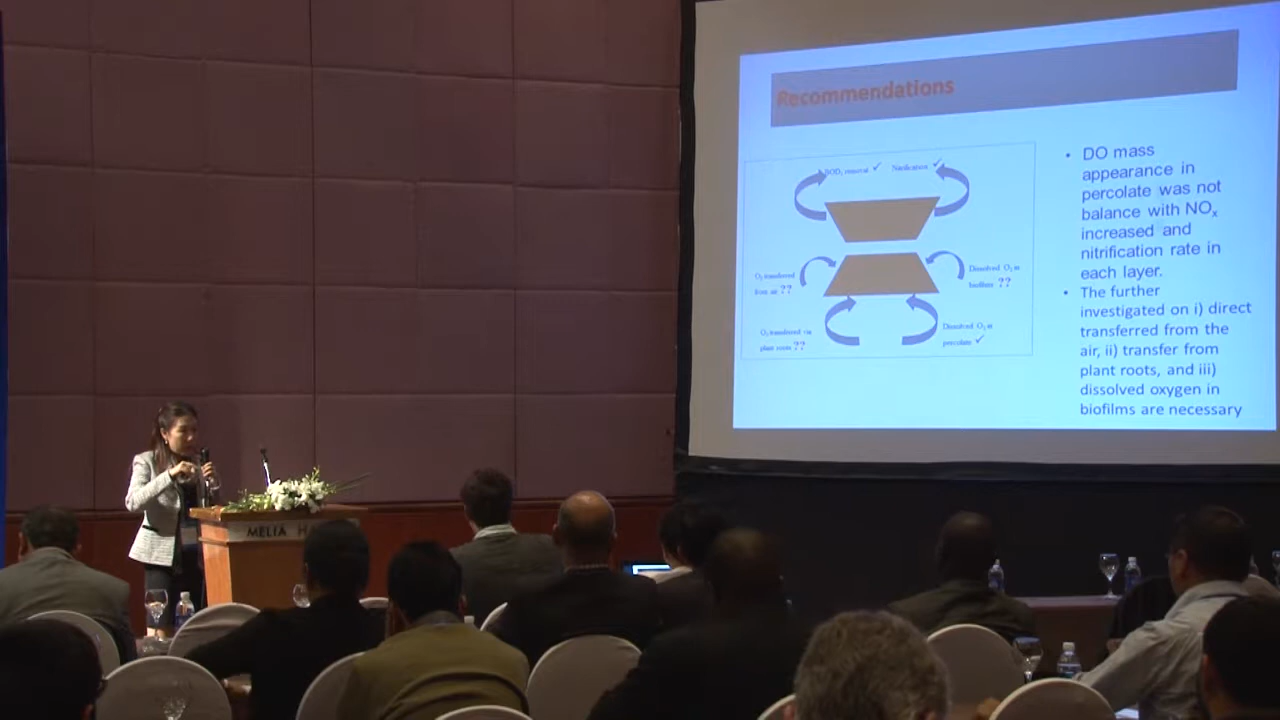 Recommendations
BOD5 removal ✓ Nitrification ✓
O2 transferred
from air ??
Dissolved O2 in
biofilms ??
O2 transferred via
plant roots ??
Dissolved O2 in
percolate ✓
• DO mass
appearance in
percolate was not
balance with NOx
increased and
nitrification rate in
each layer.
• The further
investigated on i) direct
transferred from the
air, ii) transfer from
plant roots, and iii)
dissolved oxygen in
biofilms are necessary
MELIÁ